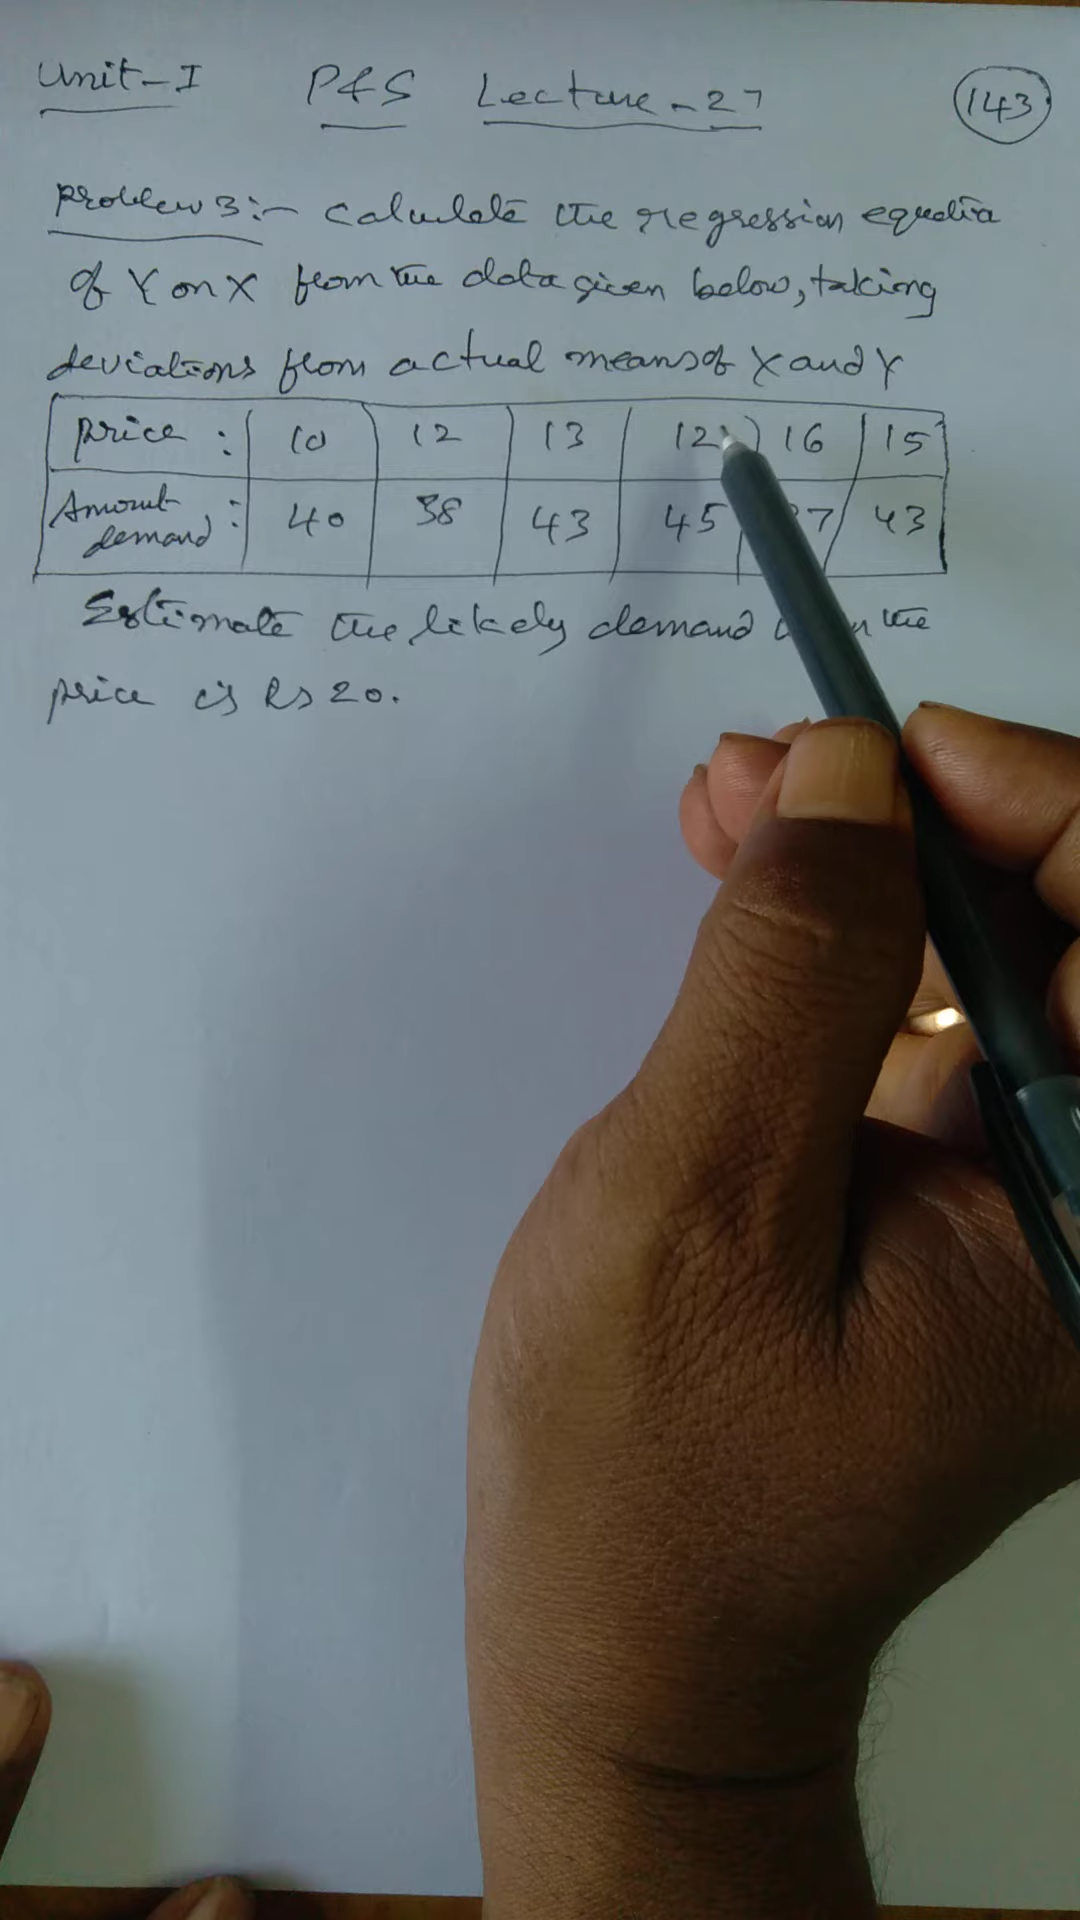 Unit-I P&S Lecture-27 143
Problem 3:- Calculate the regression equation
of Y on X from the data given below, taking
deviations from actual means of X and Y
Price : 10 12 13 12 16 15
Amount demand : 40 38 43 45 43
Estimate the likely demand the
price is Rs 20.